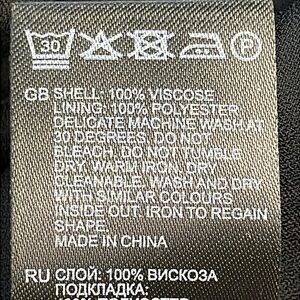 30 P
GB SHELL: 100% VISCOSE
LINING: 100% POLYESTER
DELICATE MACHINE WASH AT
30 DEGREES. DO NOT
BLEACH. DO NOT TUMBLE
DRY. WARM IRON. DRY
CLEANABLE. WASH AND DRY
WITH SIMILAR COLOURS
INSIDE OUT. IRON TO REGAIN
SHAPE.
MADE IN CHINA
RU СЛОЙ: 100% ВИСКОЗА
ПОДКЛАДКА: